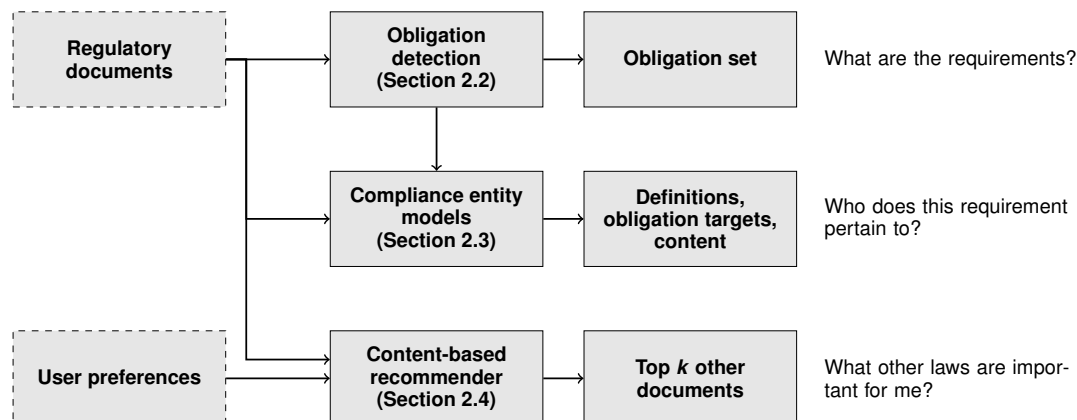 Regulatory
documents
Obligation
detection
(Section 2.2)
Obligation set
What are the requirements?
Compliance entity
models
(Section 2.3)
Definitions,
obligation targets,
content
Who does this requirement
pertain to?
User preferences
Content-based
recommender
(Section 2.4)
Top k other
documents
What other laws are impor-
tant for me?